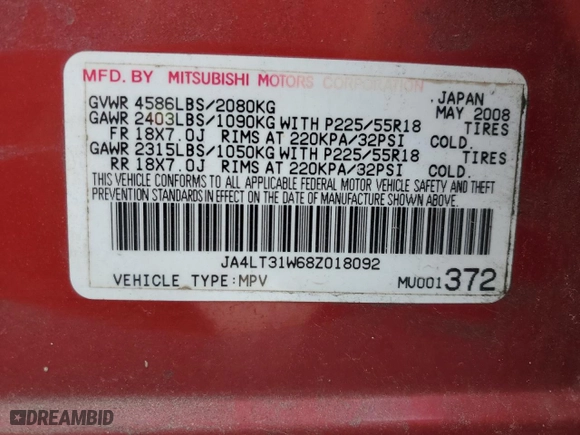 MFD. BY MITSUBISHI MOTORS CORPORATION
JAPAN
GVWR 4586LBS/2080KG MAY 2008
GAWR 2403LBS/1090KG WITH P225/55R18 TIRES
FR 18X7.0J RIMS AT 220KPA/32PSI COLD.
GAWR 2315LBS/1050KG WITH P225/55R18 TIRES
RR 18X7.0J RIMS AT 220KPA/32PSI COLD.
THIS VEHICLE CONFORMS TO ALL APPLICABLE FEDERAL MOTOR VEHICLE SAFETY AND THEFT
PREVENTION STANDARDS IN EFFECT ON THE DATE OF MANUFACTURE SHOWN ABOVE.
JA4LT31W68Z018092
VEHICLE TYPE:MPV MU001372
DREAMBID